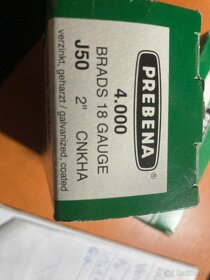 PREBENA®
4.000
BRADS 18 GAUGE
J50 2" CNKHA
verzinkt, geharzt / galvanized, coated